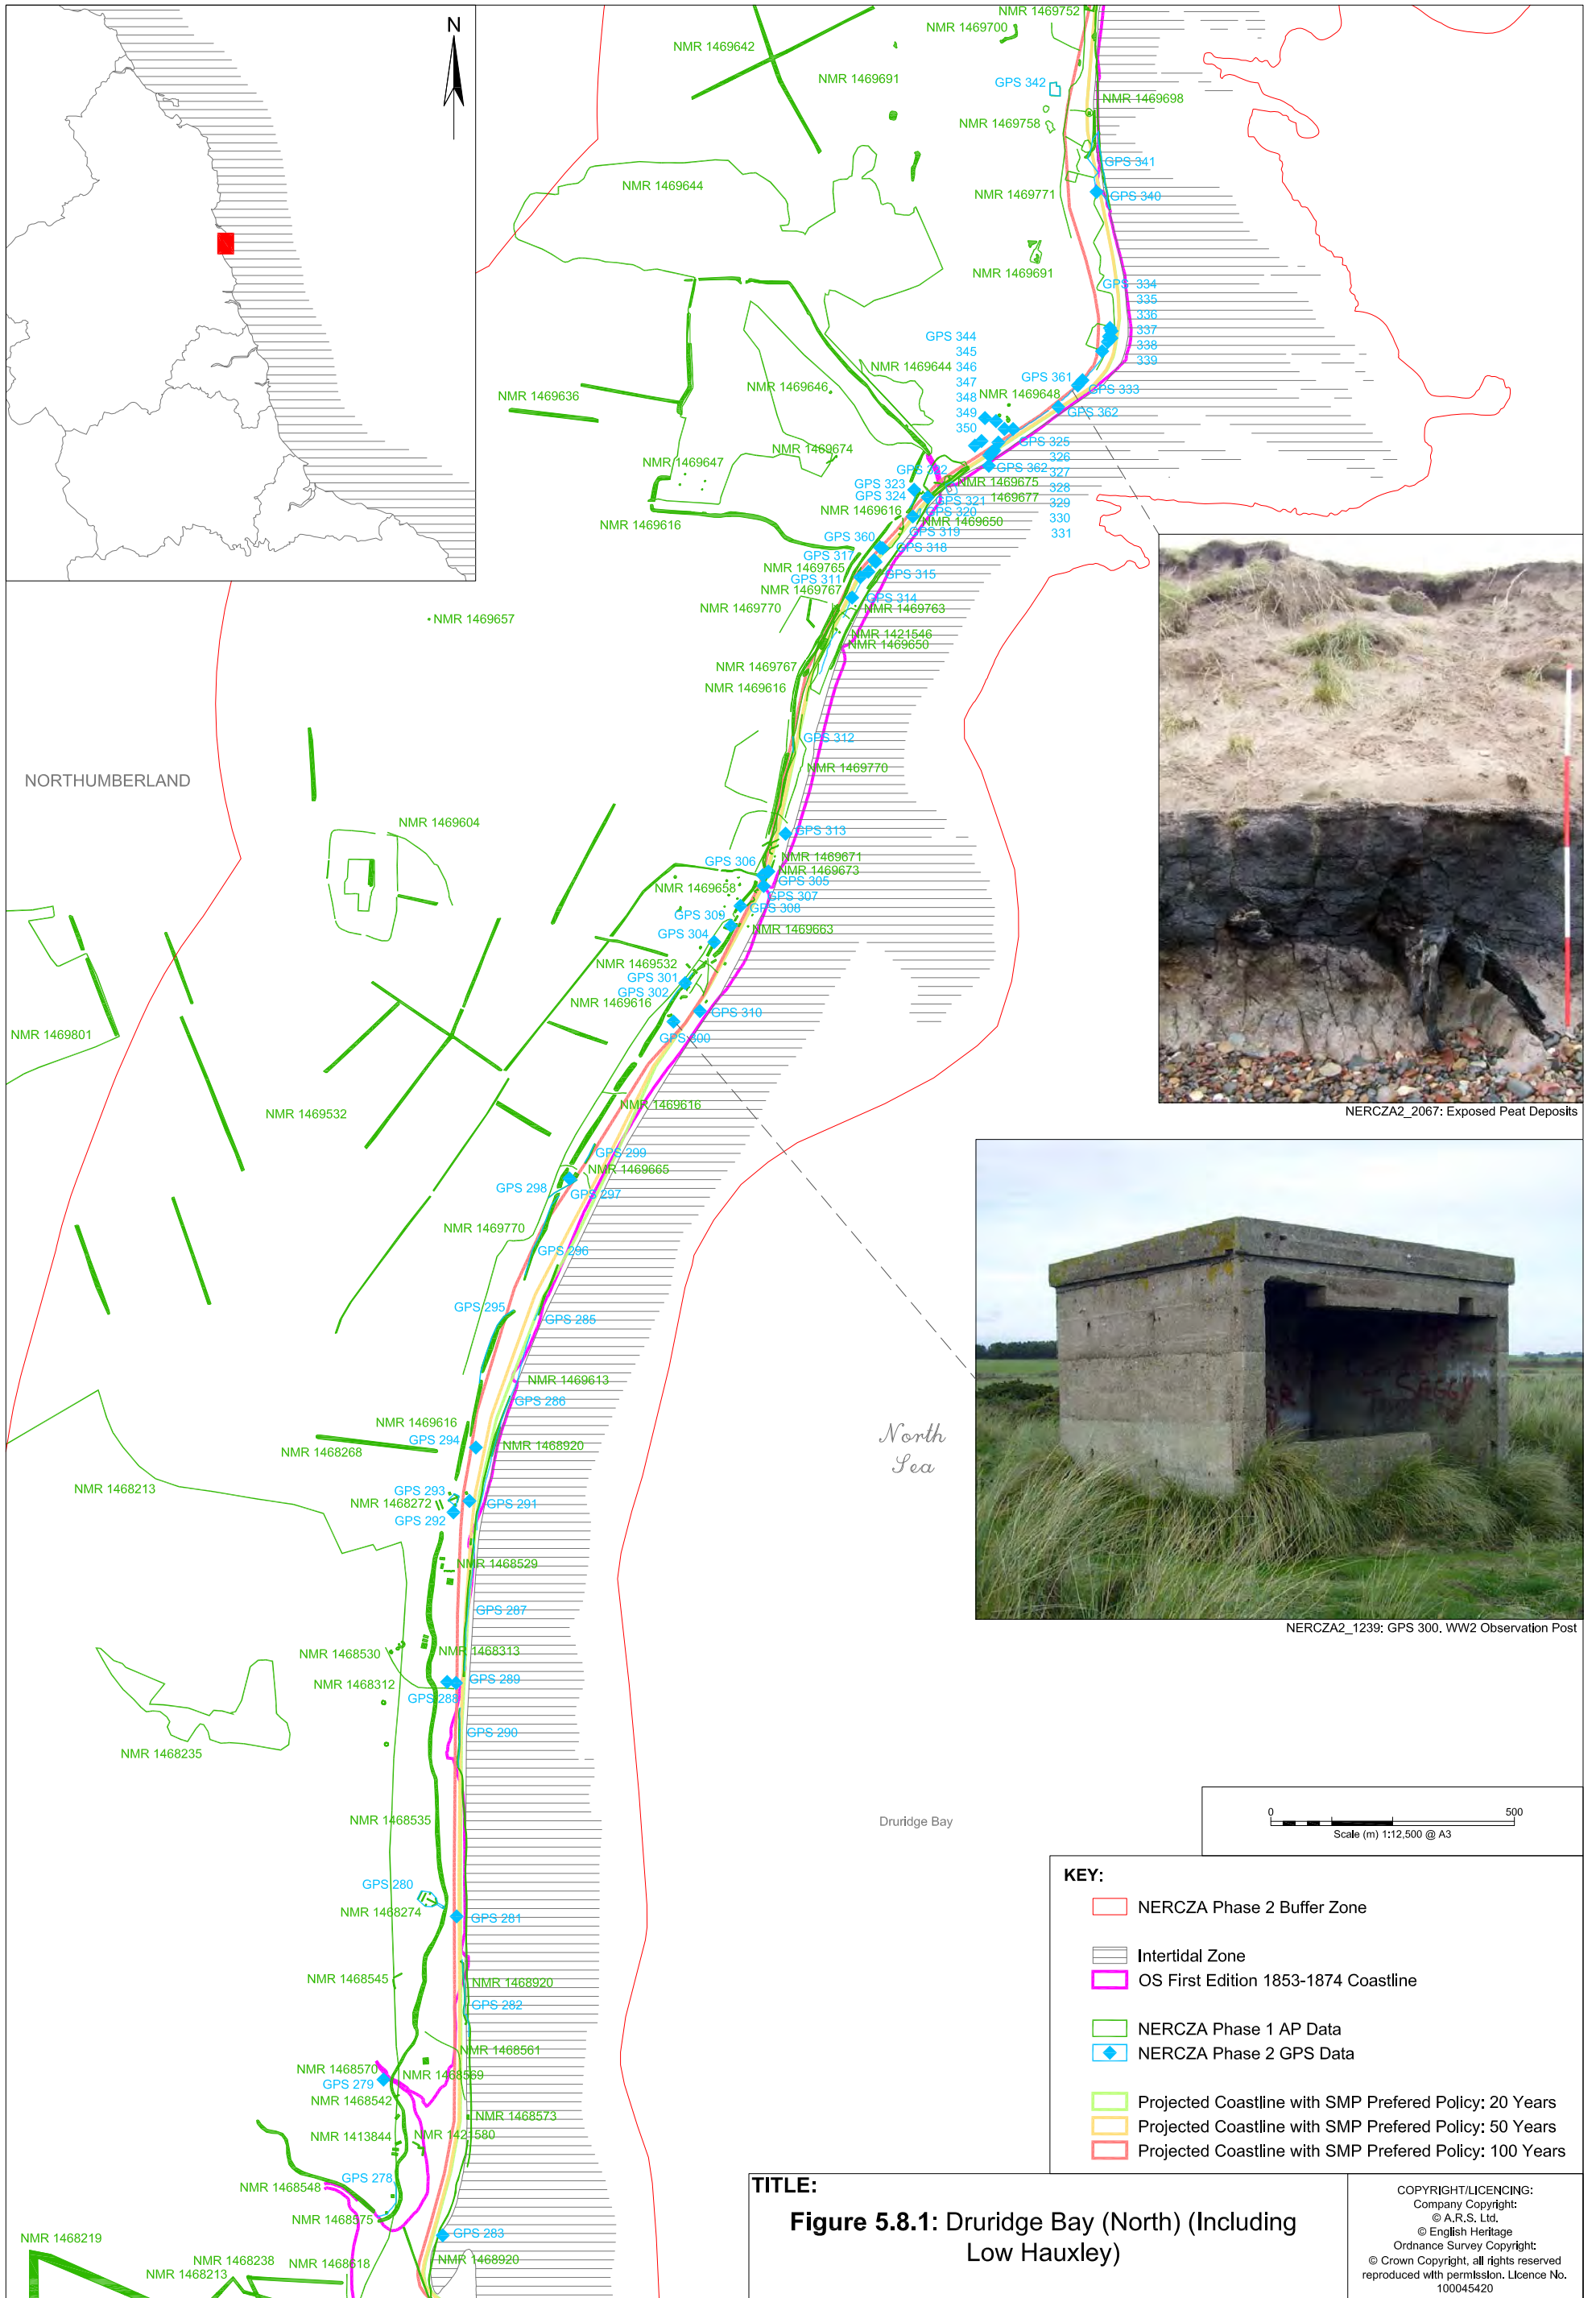 N
NMR 1469752
NMR 1469700
NMR 1469642
NMR 1469691
GPS 342
NMR 1469698
NMR 1469758
GPS 341
NMR 1469644
NMR 1469771
GPS 340
NMR 1469691
GPS 334
335
336
337
338
339
GPS 344
345
346
347
348
349
350
NMR 1469644
GPS 361
GPS 333
NMR 1469646
NMR 1469648
NMR 1469636
GPS 362
GPS 325
326
327
328
329
330
331
NMR 1469674
NMR 1469647
GPS 362
GPS 322
GPS 323
GPS 324
NMR 1469675
1469677
GPS 321
NMR 1469616
GPS 320
NMR 1469650
NMR 1469616
GPS 319
GPS 360
GPS 318
GPS 317
NMR 1469765
GPS 311
GPS 315
NMR 1469767
GPS 314
NMR 1469770
NMR 1469763
NMR 1469657
NMR 1421546
NMR 1469650
NMR 1469767
NMR 1469616
GPS 312
NMR 1469770
NORTHUMBERLAND
NMR 1469604
GPS 313
NMR 1469671
GPS 306
NMR 1469673
GPS 305
NMR 1469658
GPS 307
GPS 308
GPS 309
NMR 1469663
GPS 304
NMR 1469532
GPS 301
GPS 302
NMR 1469616
GPS 310
NMR 1469801
GPS 300
NMR 1469532
NMR 1469616
NERCZA2_2067: Exposed Peat Deposits
GPS 299
NMR 1469665
GPS 298
GPS 297
NMR 1469770
GPS 296
GPS 295
GPS 285
NMR 1469613
GPS 286
NMR 1469616
GPS 294
NMR 1468268
NMR 1468920
North
Sea
NMR 1468213
GPS 293
NMR 1468272
GPS 291
GPS 292
NMR 1468529
GPS 287
NERCZA2_1239: GPS 300, WW2 Observation Post
NMR 1468530
NMR 1468313
NMR 1468312
GPS 289
GPS 288
GPS 290
NMR 1468235
NMR 1468535
Druridge Bay
0 500
Scale (m) 1:12,500 @ A3
GPS 280
NMR 1468274
GPS 281
NMR 1468545
NMR 1468920
GPS 282
NMR 1468561
NMR 1468570
NMR 1468569
GPS 279
NMR 1468542
NMR 1468573
NMR 1413844
NMR 1421580
GPS 278
NMR 1468548
NMR 1468575
GPS 283
NMR 1468219
NMR 1468238
NMR 1468618
NMR 1468213
NMR 1468920
KEY:
NERCZA Phase 2 Buffer Zone
Intertidal Zone
OS First Edition 1853-1874 Coastline
NERCZA Phase 1 AP Data
NERCZA Phase 2 GPS Data
Projected Coastline with SMP Prefered Policy: 20 Years
Projected Coastline with SMP Prefered Policy: 50 Years
Projected Coastline with SMP Prefered Policy: 100 Years
TITLE:
Figure 5.8.1: Druridge Bay (North) (Including
Low Hauxley)
COPYRIGHT/LICENCING:
Company Copyright:
© A.R.S. Ltd.
© English Heritage
Ordnance Survey Copyright:
© Crown Copyright, all rights reserved
reproduced with permission. Licence No.
100045420